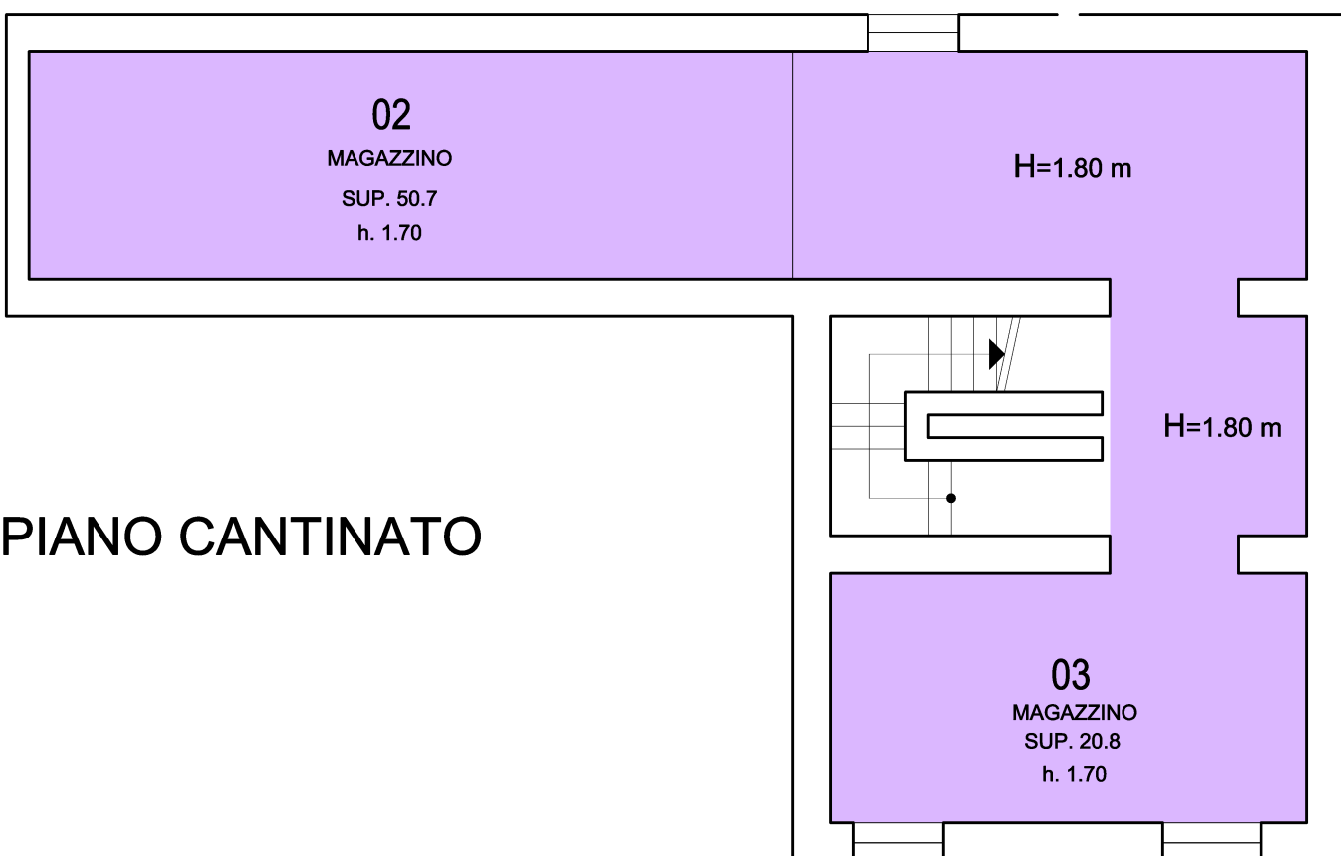 02
MAGAZZINO
SUP. 50.7
h. 1.70
H=1.80 m
H=1.80 m
PIANO CANTINATO
03
MAGAZZINO
SUP. 20.8
h. 1.70